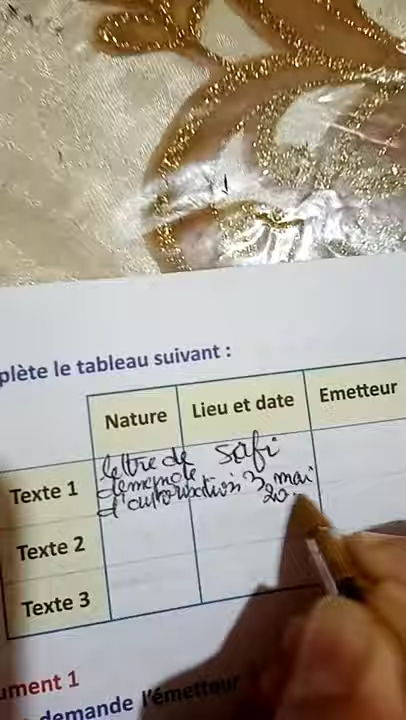 plète le tableau suivant :
Nature Lieu et date Emetteur
Texte 1
lettre de
demande
d'autorisation
Safi
3 mai
20
Texte 2
Texte 3
ument 1
demande l'émetteur